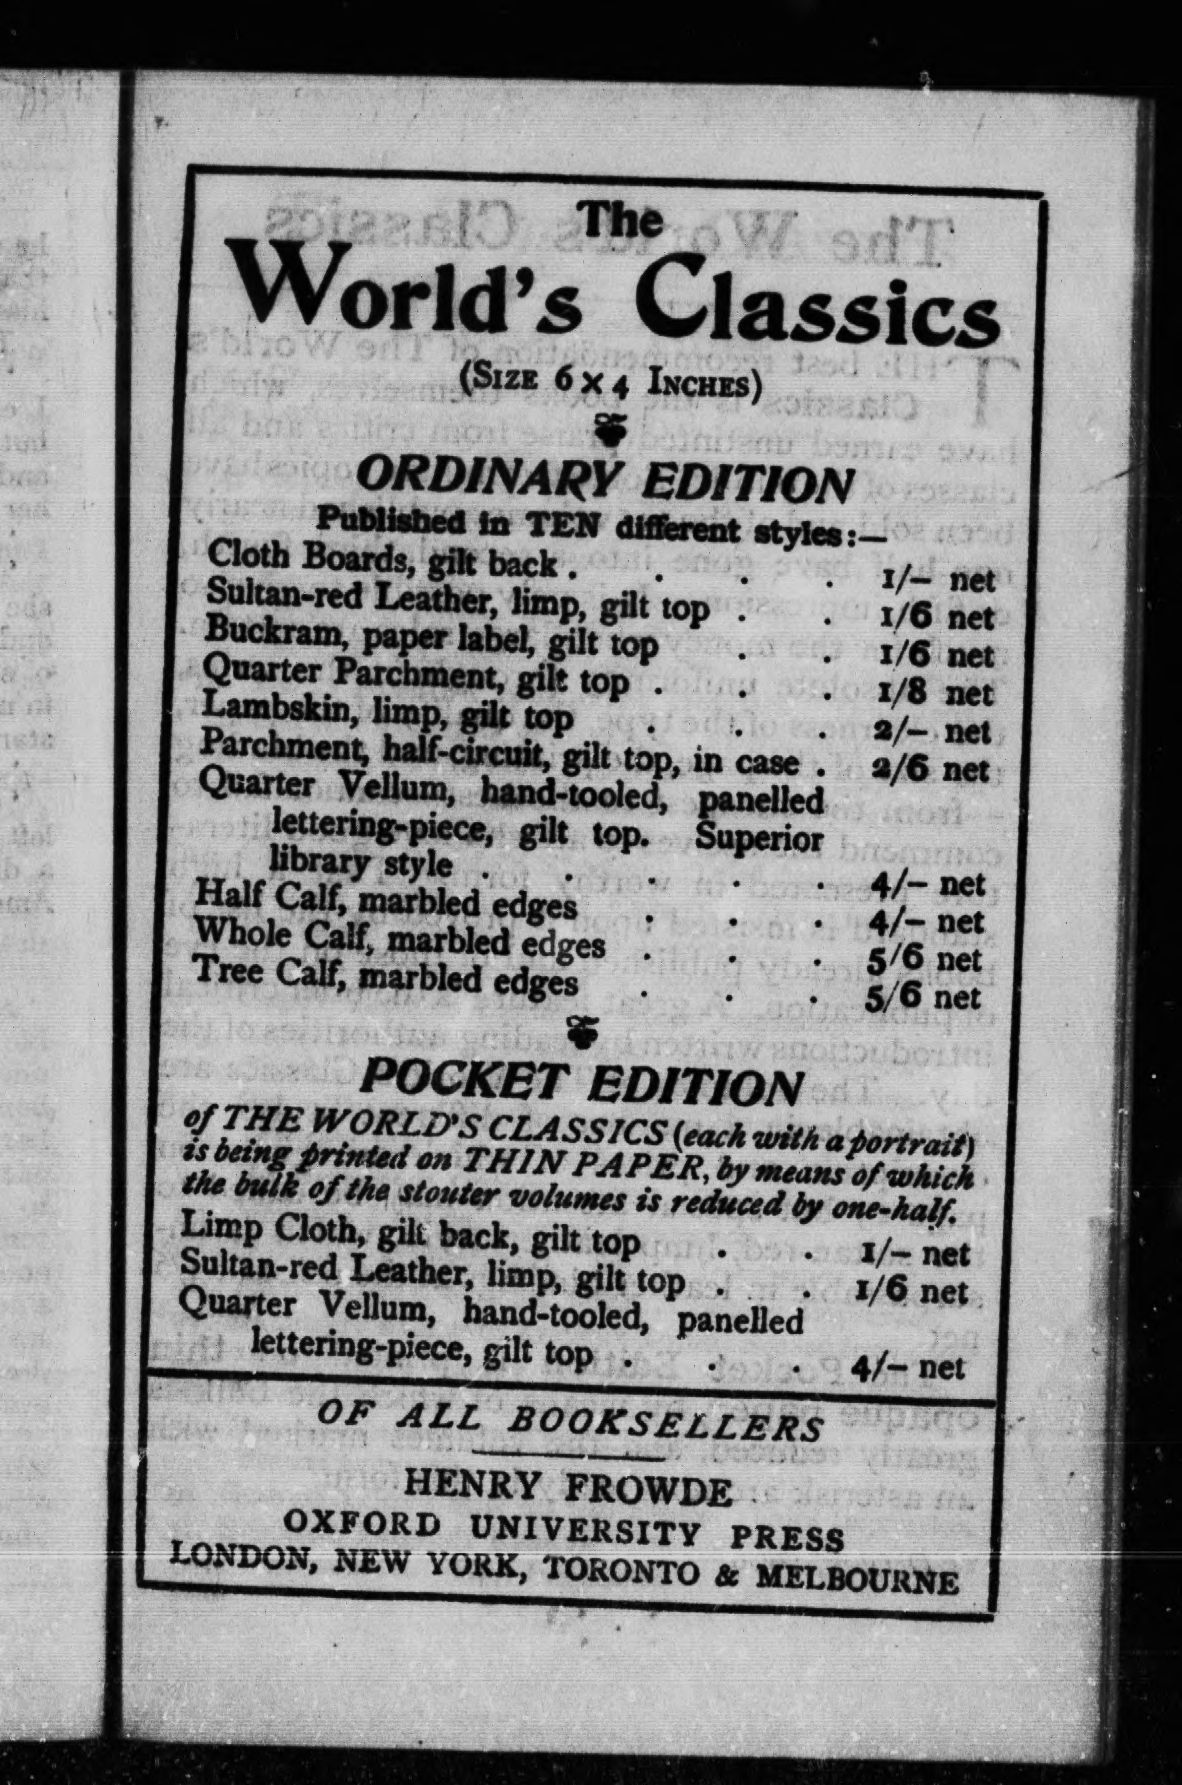 The
World's Classics
(SIZE 6 × 4 INCHES)
ORDINARY EDITION
Published in TEN different styles:—
Cloth Boards, gilt back . . . . 1/– net
Sultan-red Leather, limp, gilt top . . 1/6 net
Buckram, paper label, gilt top . . 1/6 net
Quarter Parchment, gilt top . . . 1/8 net
Lambskin, limp, gilt top . . . 2/– net
Parchment, half-circuit, gilt top, in case . 2/6 net
Quarter Vellum, hand-tooled, panelled
lettering-piece, gilt top. Superior
library style . . . . . 4/– net
Half Calf, marbled edges . . . 4/– net
Whole Calf, marbled edges . . . 5/6 net
Tree Calf, marbled edges . . . 5/6 net
POCKET EDITION
of THE WORLD'S CLASSICS (each with a portrait)
is being printed on THIN PAPER, by means of which
the bulk of the stouter volumes is reduced by one-half.
Limp Cloth, gilt back, gilt top . . 1/– net
Sultan-red Leather, limp, gilt top . . 1/6 net
Quarter Vellum, hand-tooled, panelled
lettering-piece, gilt top . . . 4/– net
OF ALL BOOKSELLERS
HENRY FROWDE
OXFORD UNIVERSITY PRESS
LONDON, NEW YORK, TORONTO & MELBOURNE